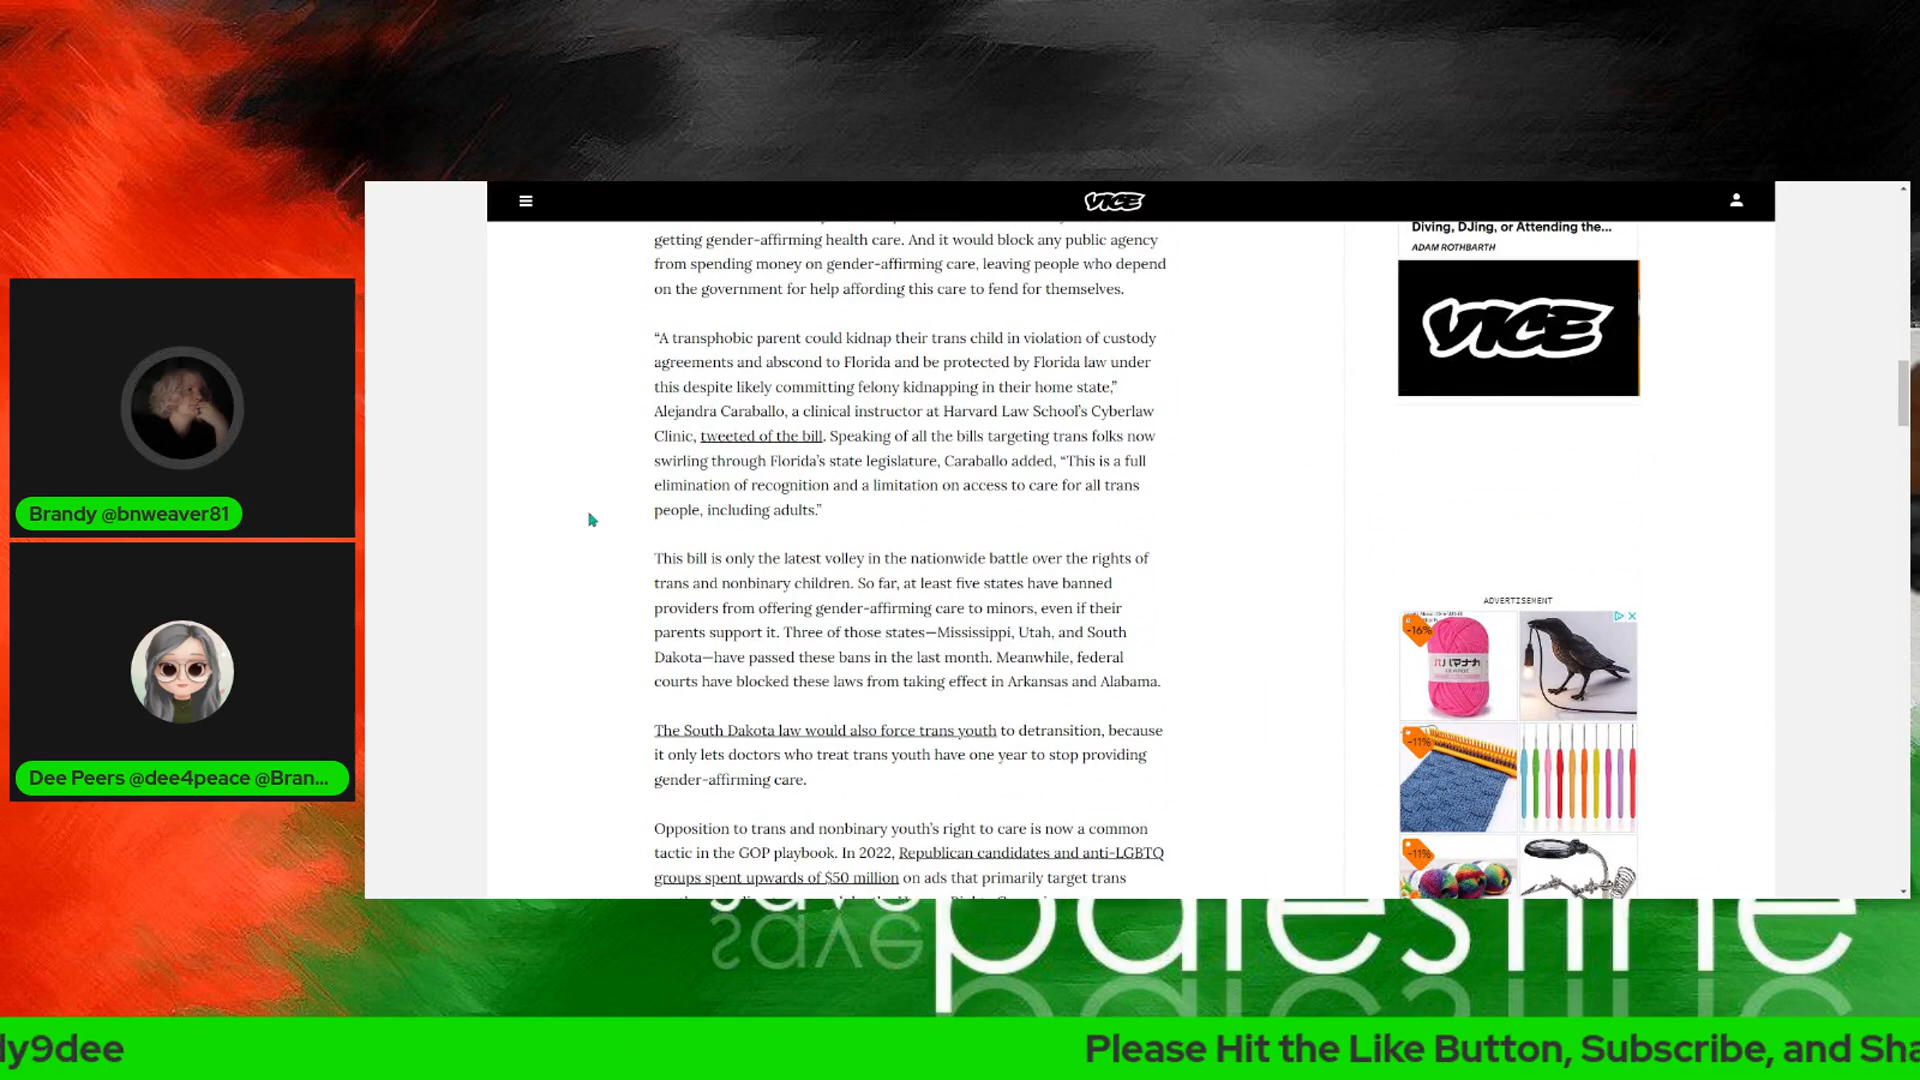 VICE
getting gender-affirming health care. And it would block any public agency
from spending money on gender-affirming care, leaving people who depend
on the government for help affording this care to fend for themselves.
“A transphobic parent could kidnap their trans child in violation of custody
agreements and abscond to Florida and be protected by Florida law under
this despite likely committing felony kidnapping in their home state,”
Alejandra Caraballo, a clinical instructor at Harvard Law School’s Cyberlaw
Clinic, tweeted of the bill. Speaking of all the bills targeting trans folks now
swirling through Florida’s state legislature, Caraballo added, “This is a full
elimination of recognition and a limitation on access to care for all trans
people, including adults.”
This bill is only the latest volley in the nationwide battle over the rights of
trans and nonbinary children. So far, at least five states have banned
providers from offering gender-affirming care to minors, even if their
parents support it. Three of those states—Mississippi, Utah, and South
Dakota—have passed these bans in the last month. Meanwhile, federal
courts have blocked these laws from taking effect in Arkansas and Alabama.
The South Dakota law would also force trans youth to detransition, because
it only lets doctors who treat trans youth have one year to stop providing
gender-affirming care.
Opposition to trans and nonbinary youth’s right to care is now a common
tactic in the GOP playbook. In 2022, Republican candidates and anti-LGBTQ
groups spent upwards of $50 million on ads that primarily target trans
Diving, DJing, or Attending the...
ADAM ROTHBARTH
VICE
ADVERTISEMENT
-16%
-11%
-11%
Brandy @bnweaver81
Dee Peers @dee4peace @Bran...
save palestine
dy9dee
Please Hit the Like Button, Subscribe, and Sha